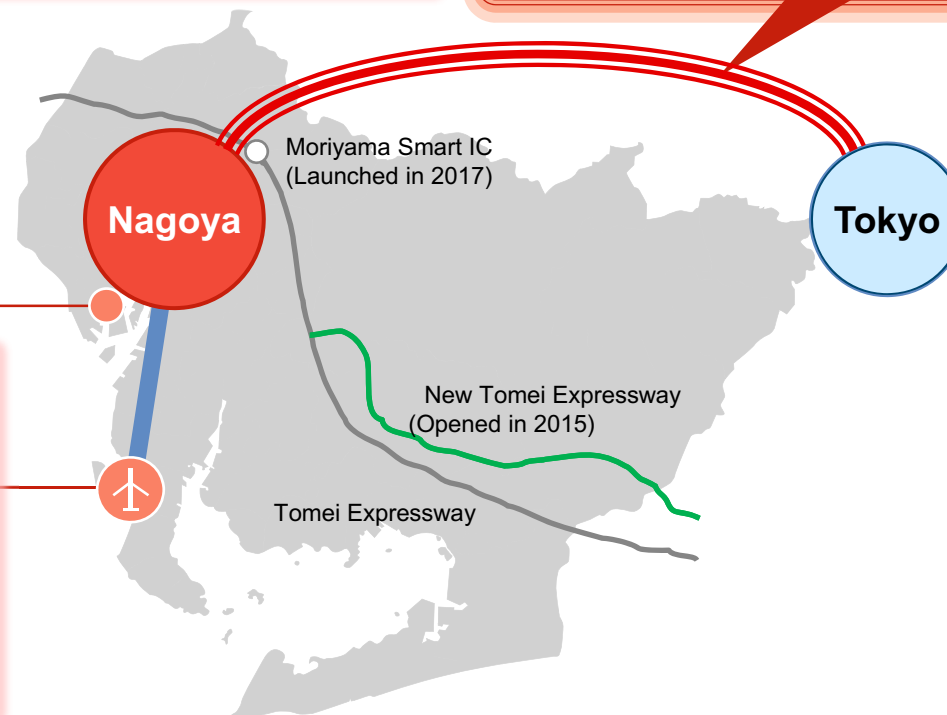 Moriyama Smart IC
(Launched in 2017)
Nagoya
Tokyo
New Tomei Expressway
(Opened in 2015)
Tomei Expressway